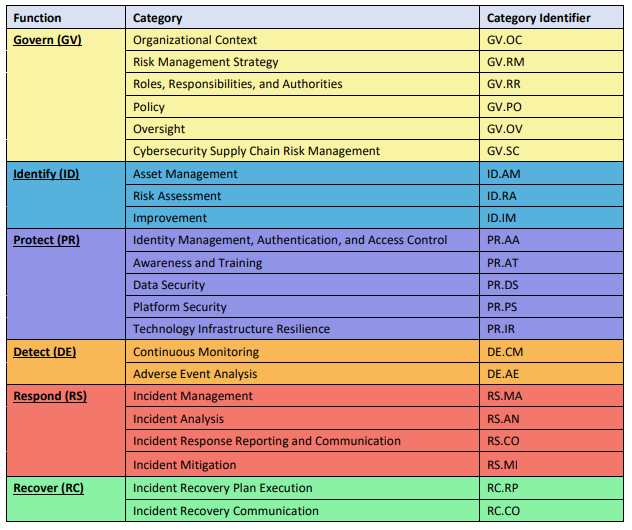 Function Category Category Identifier
Govern (GV) Organizational Context GV.OC
Risk Management Strategy GV.RM
Roles, Responsibilities, and Authorities GV.RR
Policy GV.PO
Oversight GV.OV
Cybersecurity Supply Chain Risk Management GV.SC
Identify (ID) Asset Management ID.AM
Risk Assessment ID.RA
Improvement ID.IM
Protect (PR) Identity Management, Authentication, and Access Control PR.AA
Awareness and Training PR.AT
Data Security PR.DS
Platform Security PR.PS
Technology Infrastructure Resilience PR.IR
Detect (DE) Continuous Monitoring DE.CM
Adverse Event Analysis DE.AE
Respond (RS) Incident Management RS.MA
Incident Analysis RS.AN
Incident Response Reporting and Communication RS.CO
Incident Mitigation RS.MI
Recover (RC) Incident Recovery Plan Execution RC.RP
Incident Recovery Communication RC.CO